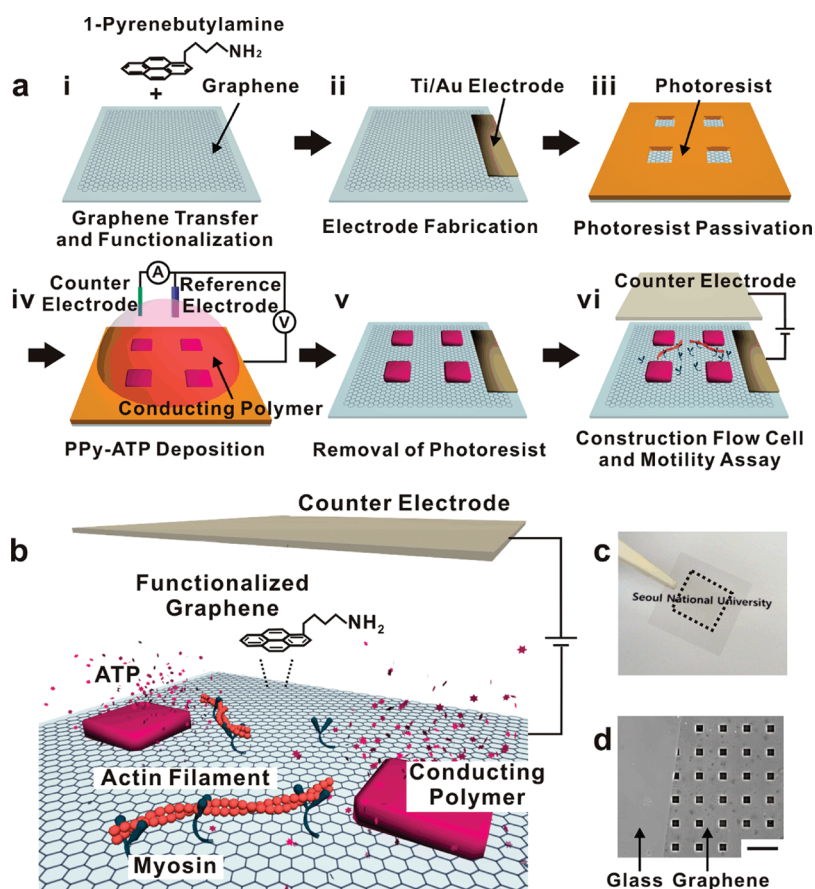 1-Pyrenebutylamine
NH2
+
a
i
Graphene
Graphene Transfer
and Functionalization
ii
Ti/Au Electrode
Electrode Fabrication
iii
Photoresist
Photoresist Passivation
iv
Counter
Electrode
A
Reference
Electrode
V
Conducting Polymer
PPy-ATP Deposition
v
Removal of Photoresist
vi
Counter Electrode
Construction Flow Cell
and Motility Assay
b
Counter Electrode
Functionalized
Graphene
NH2
ATP
Actin Filament
Myosin
Conducting
Polymer
c
Seoul National University
d
Glass Graphene